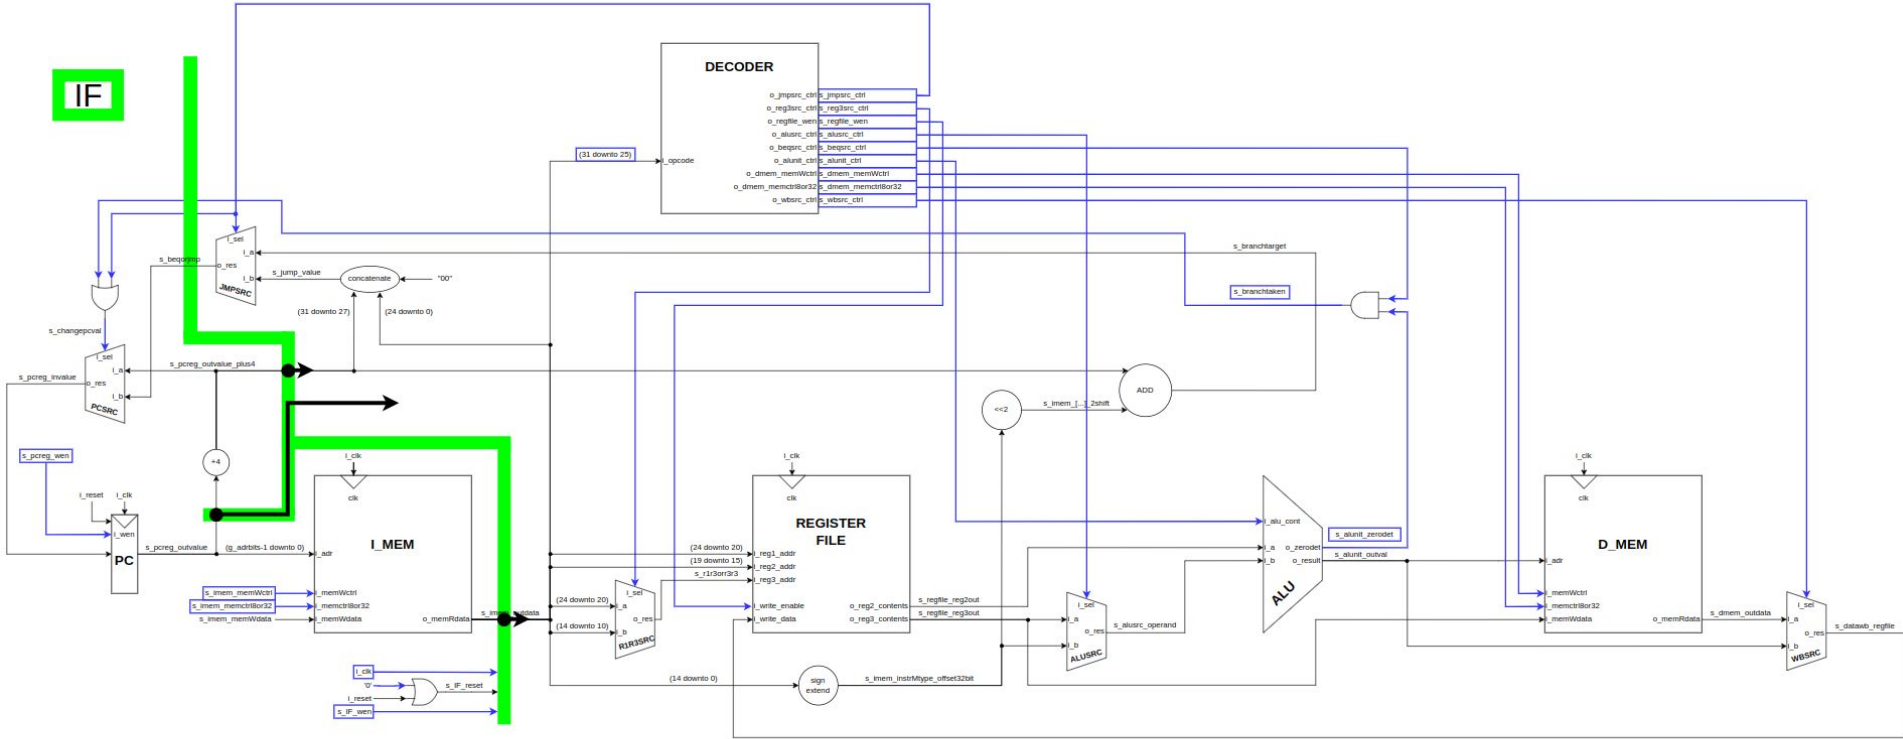 IF
DECODER
o_jmpsrc_ctrl s_jmpsrc_ctrl
o_reg3src_ctrl s_reg3src_ctrl
o_regfile_wen s_regfile_wen
o_alusrc_ctrl s_alusrc_ctrl
o_beqsrc_ctrl s_beqsrc_ctrl
o_alunit_ctrl s_alunit_ctrl
o_dmem_memWctrl s_dmem_memWctrl
o_dmem_memctrl8or32 s_dmem_memctrl8or32
o_wbsrc_ctrl s_wbsrc_ctrl
(31 downto 25)
i_opcode
i_sel
i_a
o_res
i_b
JMPSRC
s_beqorjmp
s_jump_value
concatenate
"00"
(31 downto 27)
(24 downto 0)
s_branchtarget
s_branchtaken
s_changepcval
i_sel
i_a
o_res
i_b
PCSRC
s_pcreg_invalue
s_pcreg_outvalue_plus4
ADD
<<2
s_imem_[...]_2shift
s_pcreg_wen
+4
i_reset
i_clk
i_wen
PC
s_pcreg_outvalue
(g_adrbits-1 downto 0)
i_clk
clk
I_MEM
i_adr
i_memWctrl
i_memctrl8or32
i_memWdata
o_memRdata
s_imem_memWctrl
s_imem_memctrl8or32
s_imem_memWdata
s_imem_outdata
i_clk
'0'
i_reset
s_IF_reset
s_IF_wen
(24 downto 20)
(19 downto 15)
s_r1r3orr3r3
(24 downto 20)
(14 downto 10)
i_sel
i_a
o_res
i_b
R1R3SRC
(14 downto 0)
sign
extend
s_imem_instrMtype_offset32bit
i_clk
clk
REGISTER
FILE
i_reg1_addr
i_reg2_addr
i_reg3_addr
i_write_enable
i_write_data
o_reg2_contents
o_reg3_contents
s_regfile_reg2out
s_regfile_reg3out
i_sel
i_a
o_res
i_b
ALUSRC
s_alusrc_operand
i_alu_cont
i_a
i_b
o_zerodet
o_result
ALU
s_alunit_zerodet
s_alunit_outval
i_clk
clk
D_MEM
i_adr
i_memWctrl
i_memctrl8or32
i_memWdata
o_memRdata
s_dmem_outdata
i_sel
i_a
o_res
i_b
WBSRC
s_datawb_regfile